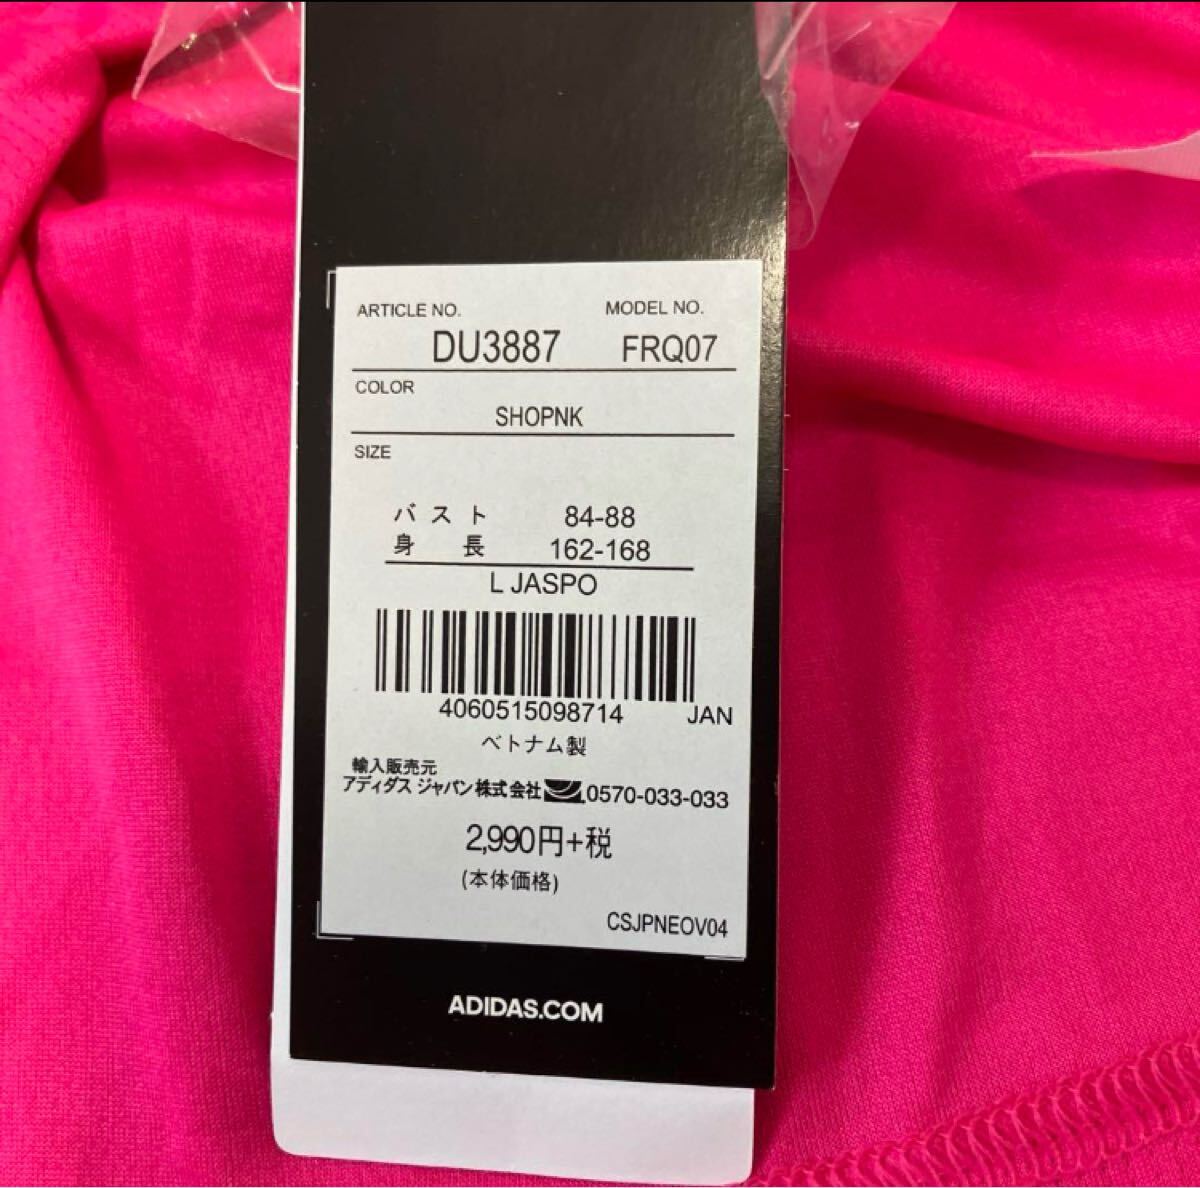 ARTICLE NO. MODEL NO.
DU3887 FRQ07
COLOR
SHOPNK
SIZE
バスト 84-88
身長 162-168
L JASPO
4060515098714 JAN
ベトナム製
輸入販売元
アディダス ジャパン株式会社 0570-033-033
2,990円+税
(本体価格)
CSJPNEOV04
ADIDAS.COM